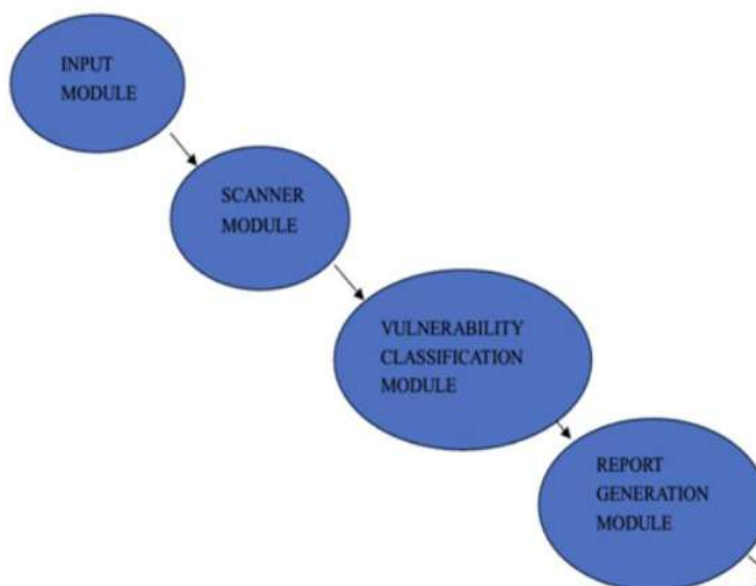 INPUT
MODULE
SCANNER
MODULE
VULNERABILITY
CLASSIFICATION
MODULE
REPORT
GENERATION
MODULE